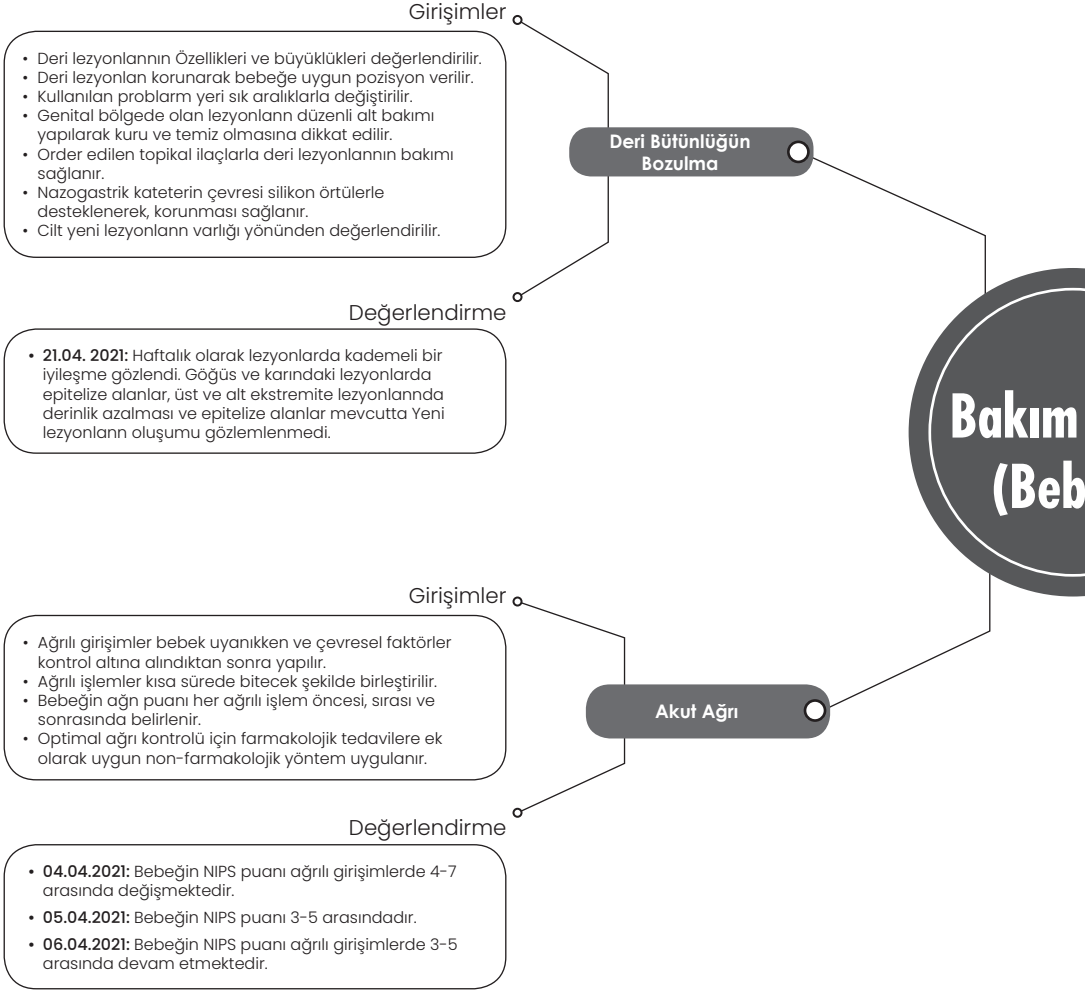 Girişimler
• Deri lezyonlannın Özellikleri ve büyüklükleri değerlendirilir.
• Deri lezyonlan korunarak bebeğe uygun pozisyon verilir.
• Kullanılan problarm yeri sık aralıklarla değiştirilir.
• Genital bölgede olan lezyonlann düzenli alt bakımı
yapılarak kuru ve temiz olmasına dikkat edilir.
• Order edilen topikal ilaçlarla deri lezyonlannın bakımı
sağlanır.
• Nazogastrik kateterin çevresi silikon örtülerle
desteklenerek, korunması sağlanır.
• Cilt yeni lezyonlann varlığı yönünden değerlendirilir.
Deri Bütünlüğün
Bozulma
Değerlendirme
• 21.04. 2021: Haftalık olarak lezyonlarda kademeli bir
iyileşme gözlendi. Göğüs ve karındaki lezyonlarda
epitelize alanlar, üst ve alt ekstremite lezyonlannda
derinlik azalması ve epitelize alanlar mevcutta Yeni
lezyonlann oluşumu gözlemlenmedi.
Bakım
(Beb
Girişimler
• Ağrılı girişimler bebek uyanıkken ve çevresel faktörler
kontrol altına alındıktan sonra yapılır.
• Ağrılı işlemler kısa sürede bitecek şekilde birleştirilir.
• Bebeğin ağn puanı her ağrılı işlem öncesi, sırası ve
sonrasında belirlenir.
• Optimal ağrı kontrolü için farmakolojik tedavilere ek
olarak uygun non-farmakolojik yöntem uygulanır.
Akut Ağrı
Değerlendirme
• 04.04.2021: Bebeğin NIPS puanı ağrılı girişimlerde 4-7
arasında değişmektedir.
• 05.04.2021: Bebeğin NIPS puanı 3-5 arasındadır.
• 06.04.2021: Bebeğin NIPS puanı ağrılı girişimlerde 3-5
arasında devam etmektedir.